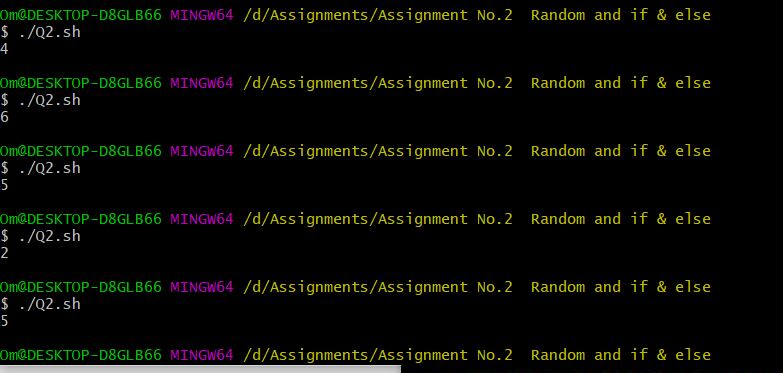 Om@DESKTOP-D8GLB66 MINGW64 /d/Assignments/Assignment No.2  Random and if & else
$ ./Q2.sh
4
Om@DESKTOP-D8GLB66 MINGW64 /d/Assignments/Assignment No.2  Random and if & else
$ ./Q2.sh
6
Om@DESKTOP-D8GLB66 MINGW64 /d/Assignments/Assignment No.2  Random and if & else
$ ./Q2.sh
5
Om@DESKTOP-D8GLB66 MINGW64 /d/Assignments/Assignment No.2  Random and if & else
$ ./Q2.sh
2
Om@DESKTOP-D8GLB66 MINGW64 /d/Assignments/Assignment No.2  Random and if & else
$ ./Q2.sh
5
Om@DESKTOP-D8GLB66 MINGW64 /d/Assignments/Assignment No.2  Random and if & else